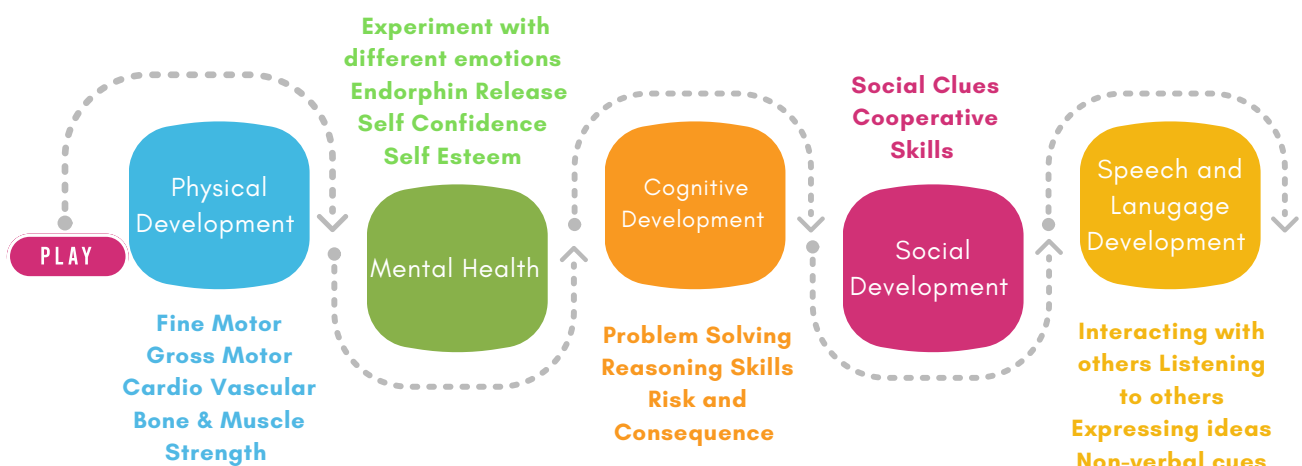 PLAY
Physical
Development
Fine Motor
Gross Motor
Cardio Vascular
Bone & Muscle
Strength
Experiment with
different emotions
Endorphin Release
Self Confidence
Self Esteem
Mental Health
Cognitive
Development
Problem Solving
Reasoning Skills
Risk and
Consequence
Social Clues
Cooperative
Skills
Social
Development
Speech and
Lanugage
Development
Interacting with
others Listening
to others
Expressing ideas
Non-verbal cues